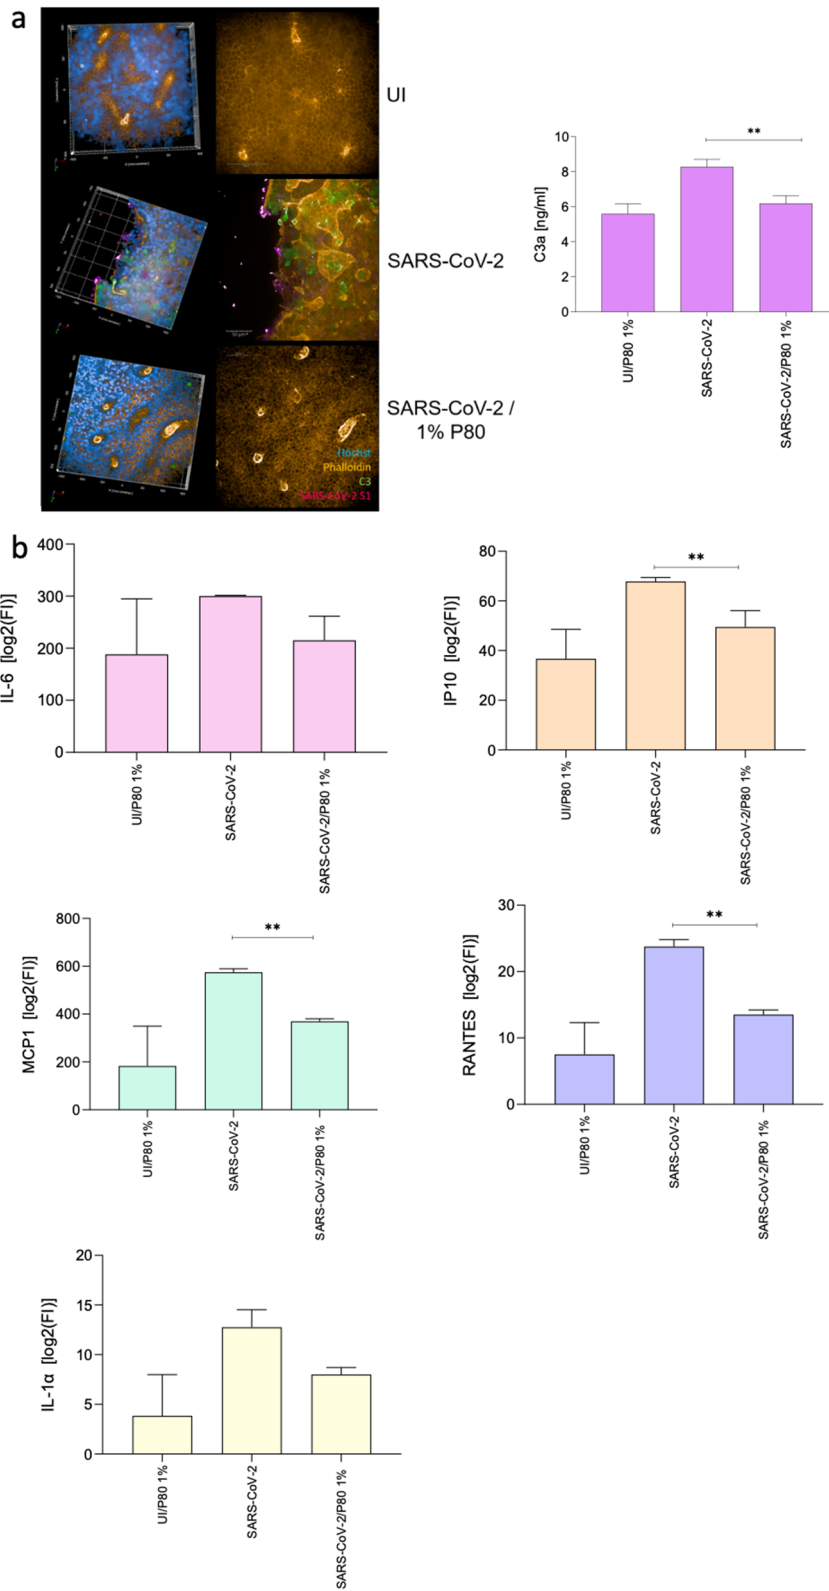 a
UI
SARS-CoV-2
SARS-CoV-2 /
1% P80
Höchst
Phalloidin
C3
SARS-CoV-2 S1
C3a [ng/ml]
10
8
6
4
2
0
**
UI/P80 1%
SARS-CoV-2
SARS-CoV-2/P80 1%
b
IL-6 [log2(FI)]
400
300
200
100
0
UI/P80 1%
SARS-CoV-2
SARS-CoV-2/P80 1%
IP10 [log2(FI)]
80
60
40
20
0
**
UI/P80 1%
SARS-CoV-2
SARS-CoV-2/P80 1%
MCP1 [log2(FI)]
800
600
400
200
0
**
UI/P80 1%
SARS-CoV-2
SARS-CoV-2/P80 1%
RANTES [log2(FI)]
30
20
10
0
**
UI/P80 1%
SARS-CoV-2
SARS-CoV-2/P80 1%
IL-1α [log2(FI)]
20
15
10
5
0
UI/P80 1%
SARS-CoV-2
SARS-CoV-2/P80 1%